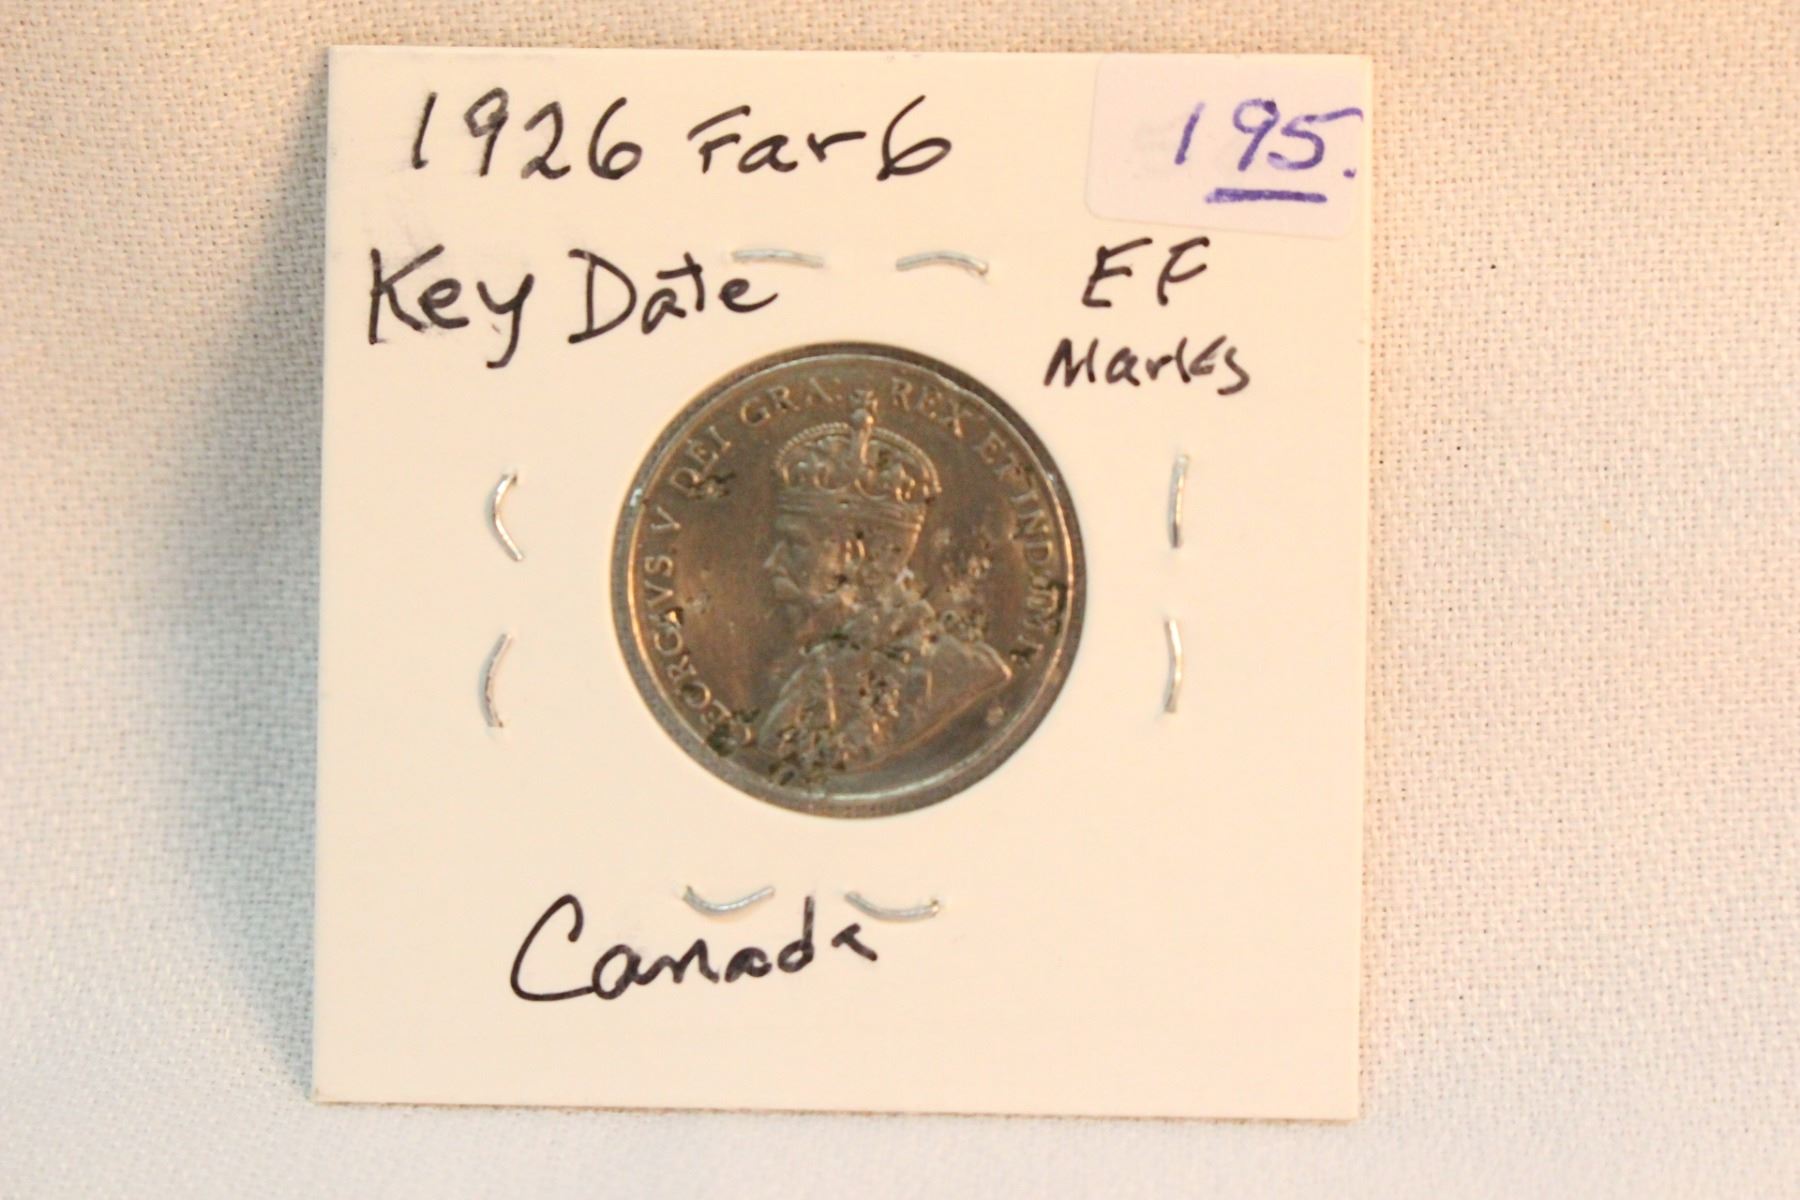 1926 Far 6
195.
Key Date
EF
Marks
GEORGIVS V DEI GRA: REX ET IND: IMP:
Canada